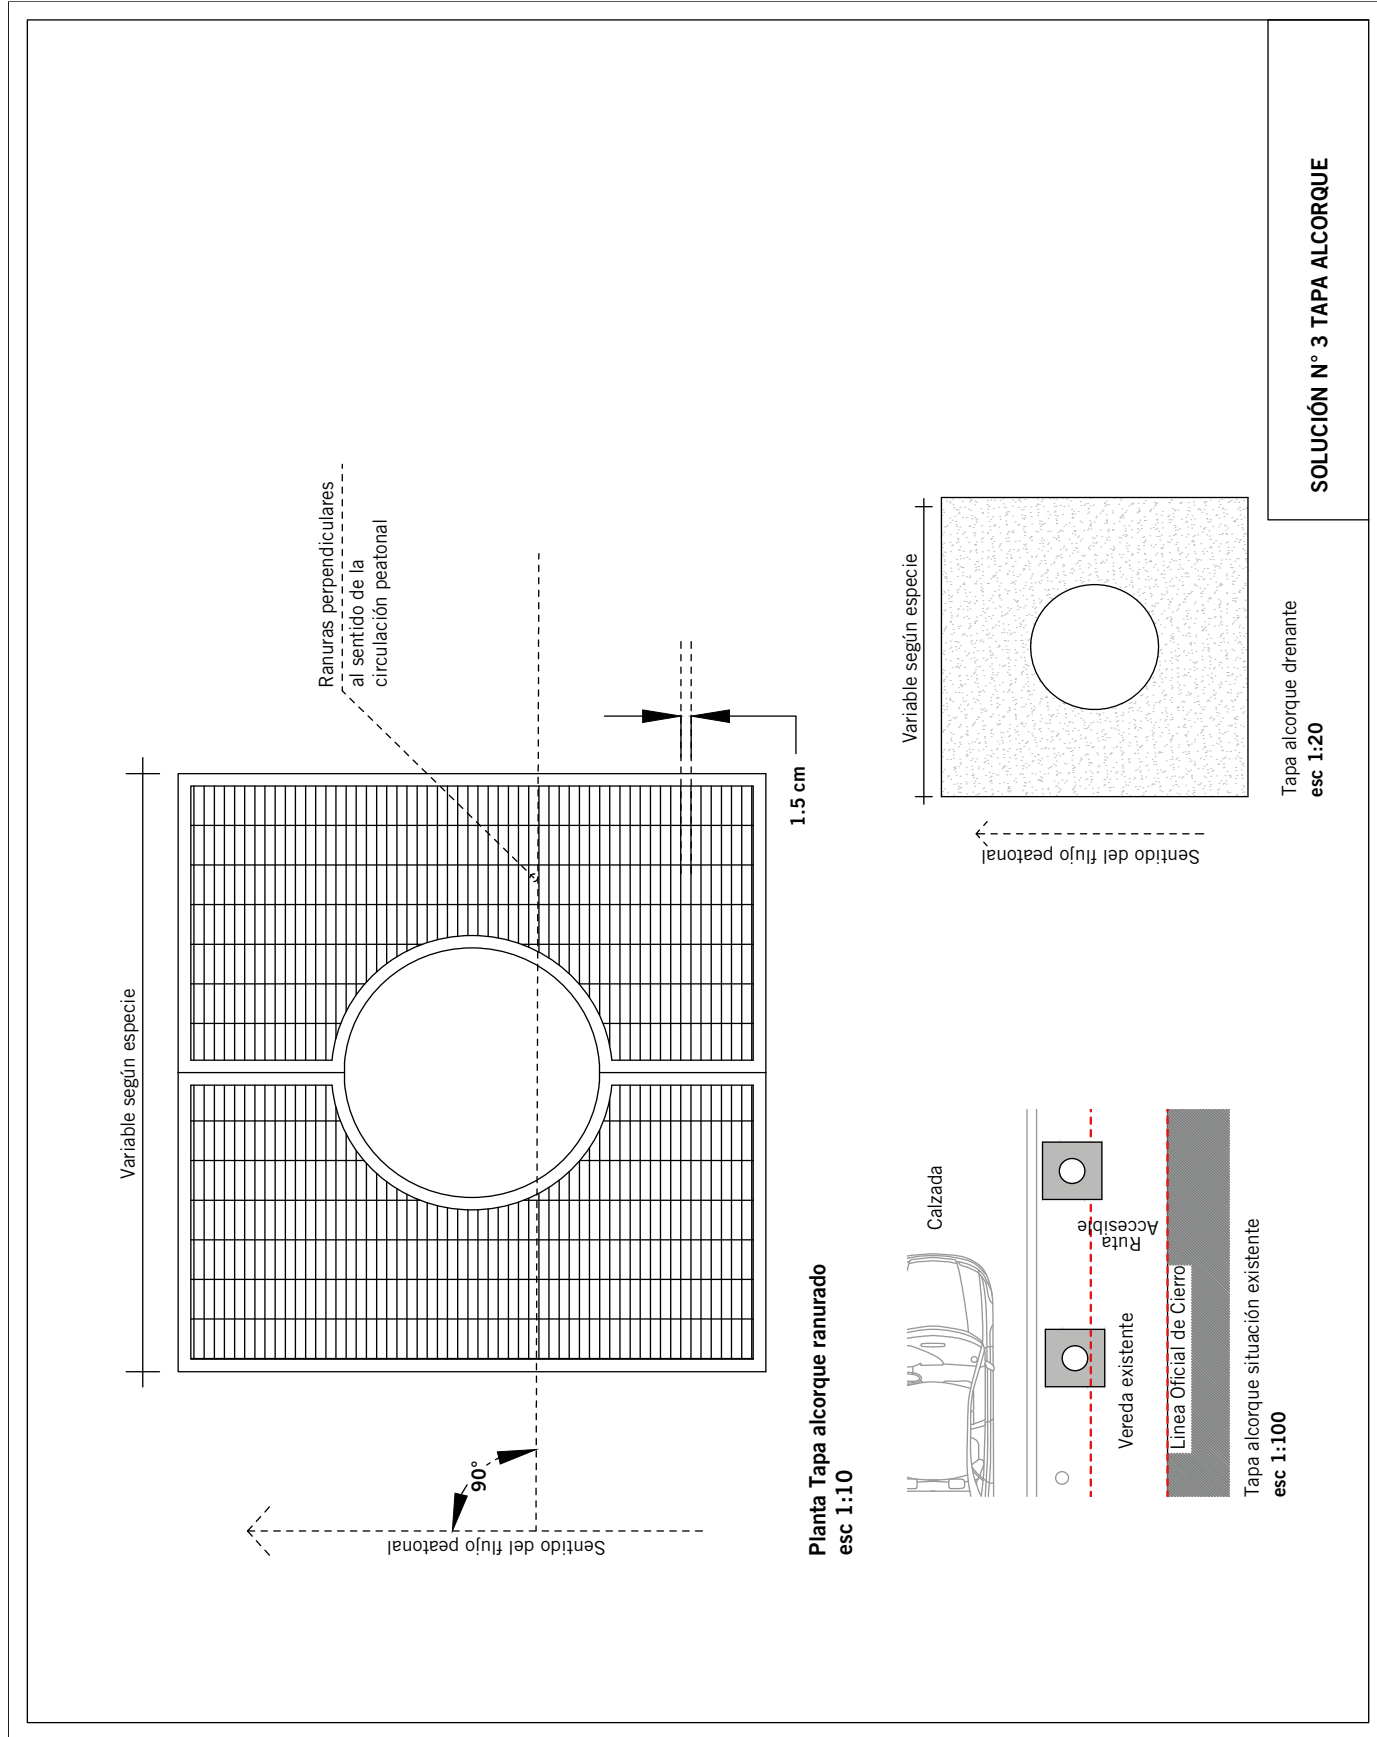 Variable según especie
Ranuras perpendiculares
al sentido de la
circulación peatonal
90°
Sentido del flujo peatonal
1.5 cm
Planta Tapa alcorque ranurado
esc 1:10
Calzada
Ruta
Accesible
Vereda existente
Linea Oficial de Cierro
Tapa alcorque situación existente
esc 1:100
Variable según especie
Sentido del flujo peatonal
Tapa alcorque drenante
esc 1:20
SOLUCIÓN N° 3 TAPA ALCORQUE